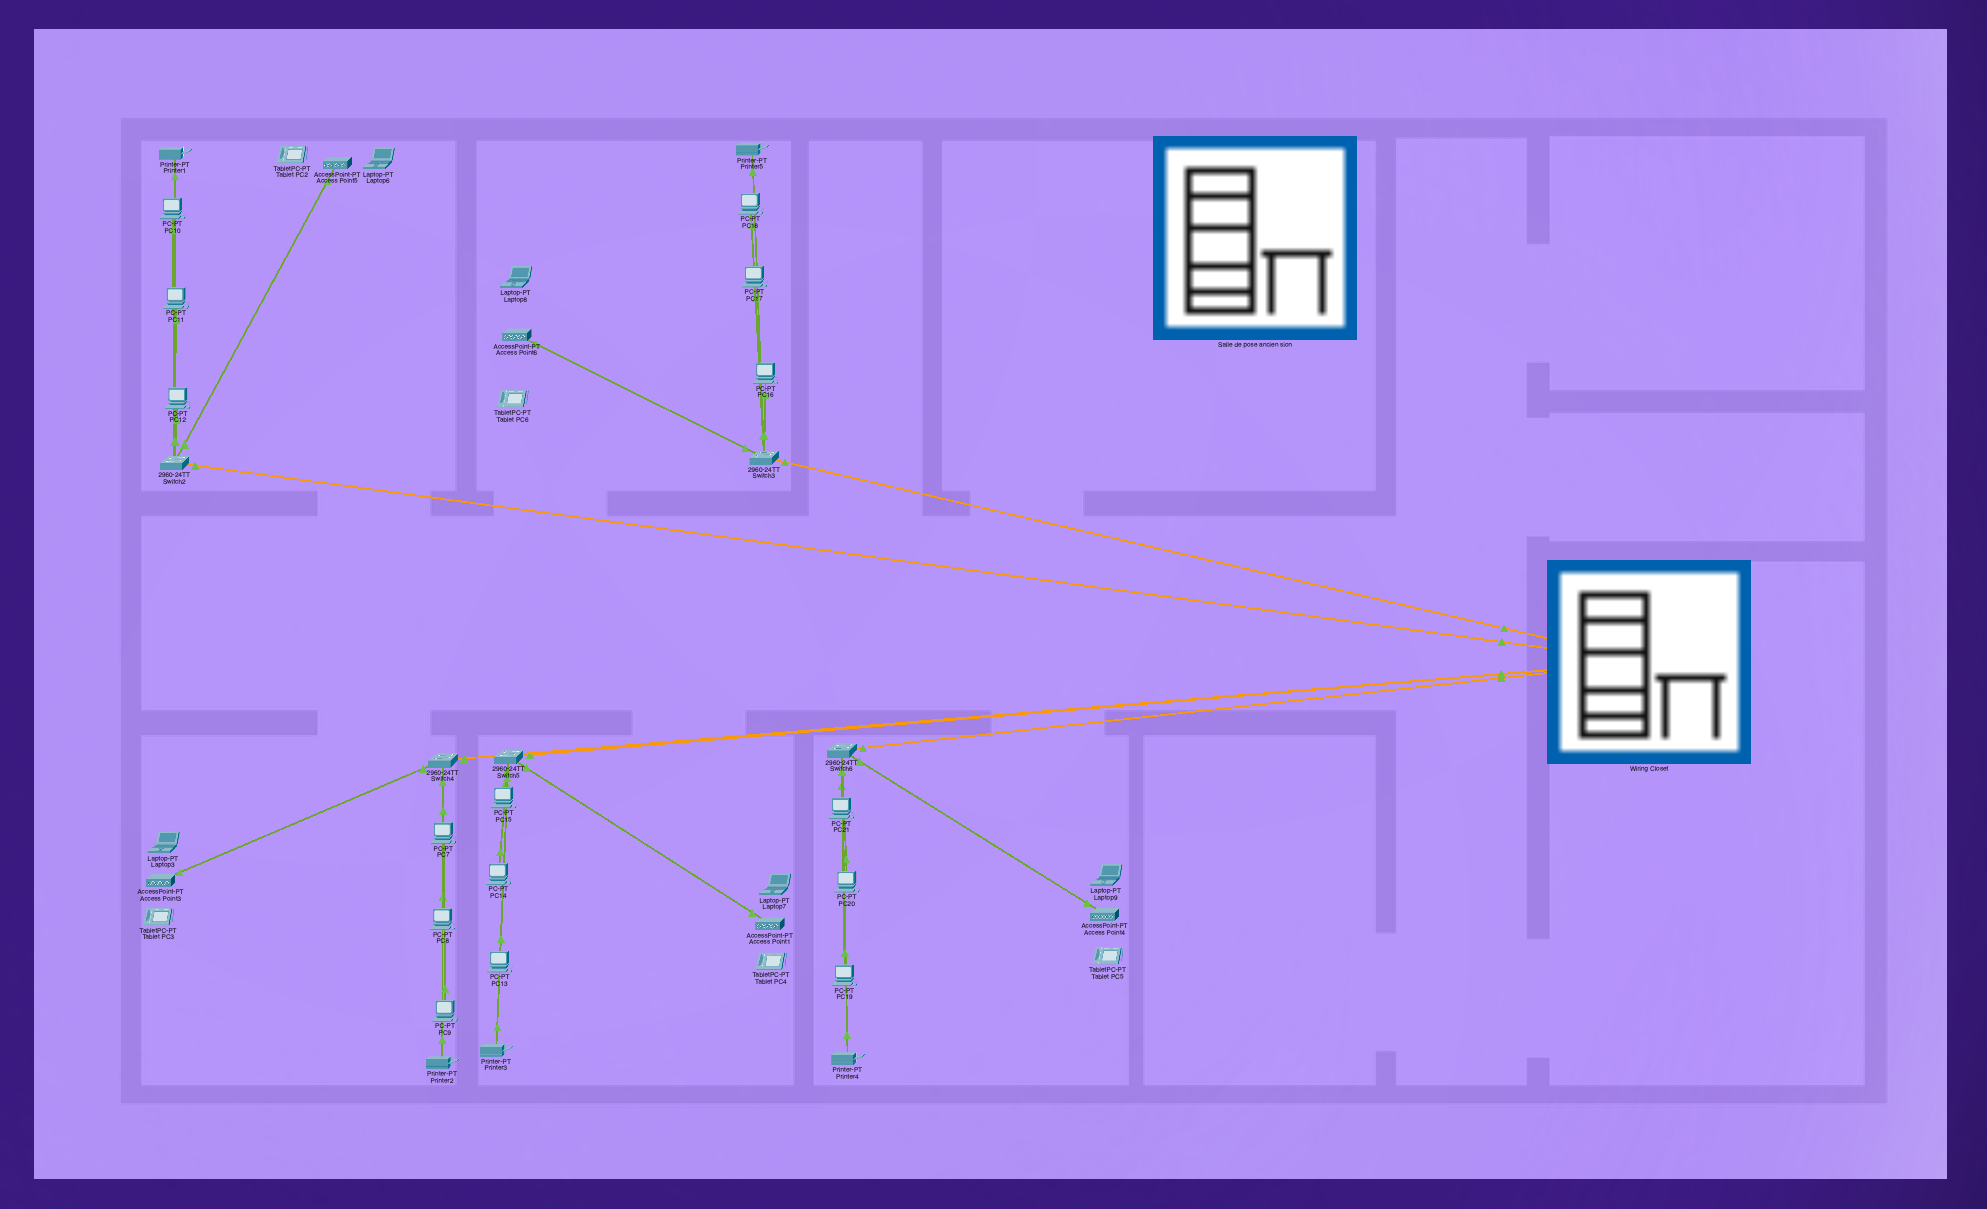 Printer-PT
Printer1
TabletPC-PT
Tablet PC2
AccessPoint-PT
Access Point5
Laptop-PT
Laptop6
PC-PT
PC10
PC-PT
PC11
PC-PT
PC12
2960-24TT
Switch2
Printer-PT
Printer5
PC-PT
PC18
Laptop-PT
Laptop8
PC-PT
PC17
AccessPoint-PT
Access Point6
TabletPC-PT
Tablet PC6
PC-PT
PC16
2960-24TT
Switch3
Salle de pose ancien sion
Wiring Closet
2960-24TT
Switch4
PC-PT
PC7
Laptop-PT
Laptop3
AccessPoint-PT
Access Point3
TabletPC-PT
Tablet PC3
PC-PT
PC8
PC-PT
PC9
Printer-PT
Printer2
2960-24TT
Switch5
PC-PT
PC15
PC-PT
PC14
PC-PT
PC13
Printer-PT
Printer3
Laptop-PT
Laptop7
AccessPoint-PT
Access Point1
TabletPC-PT
Tablet PC4
2960-24TT
Switch6
PC-PT
PC21
PC-PT
PC20
PC-PT
PC19
Printer-PT
Printer4
Laptop-PT
Laptop9
AccessPoint-PT
Access Point4
TabletPC-PT
Tablet PC5